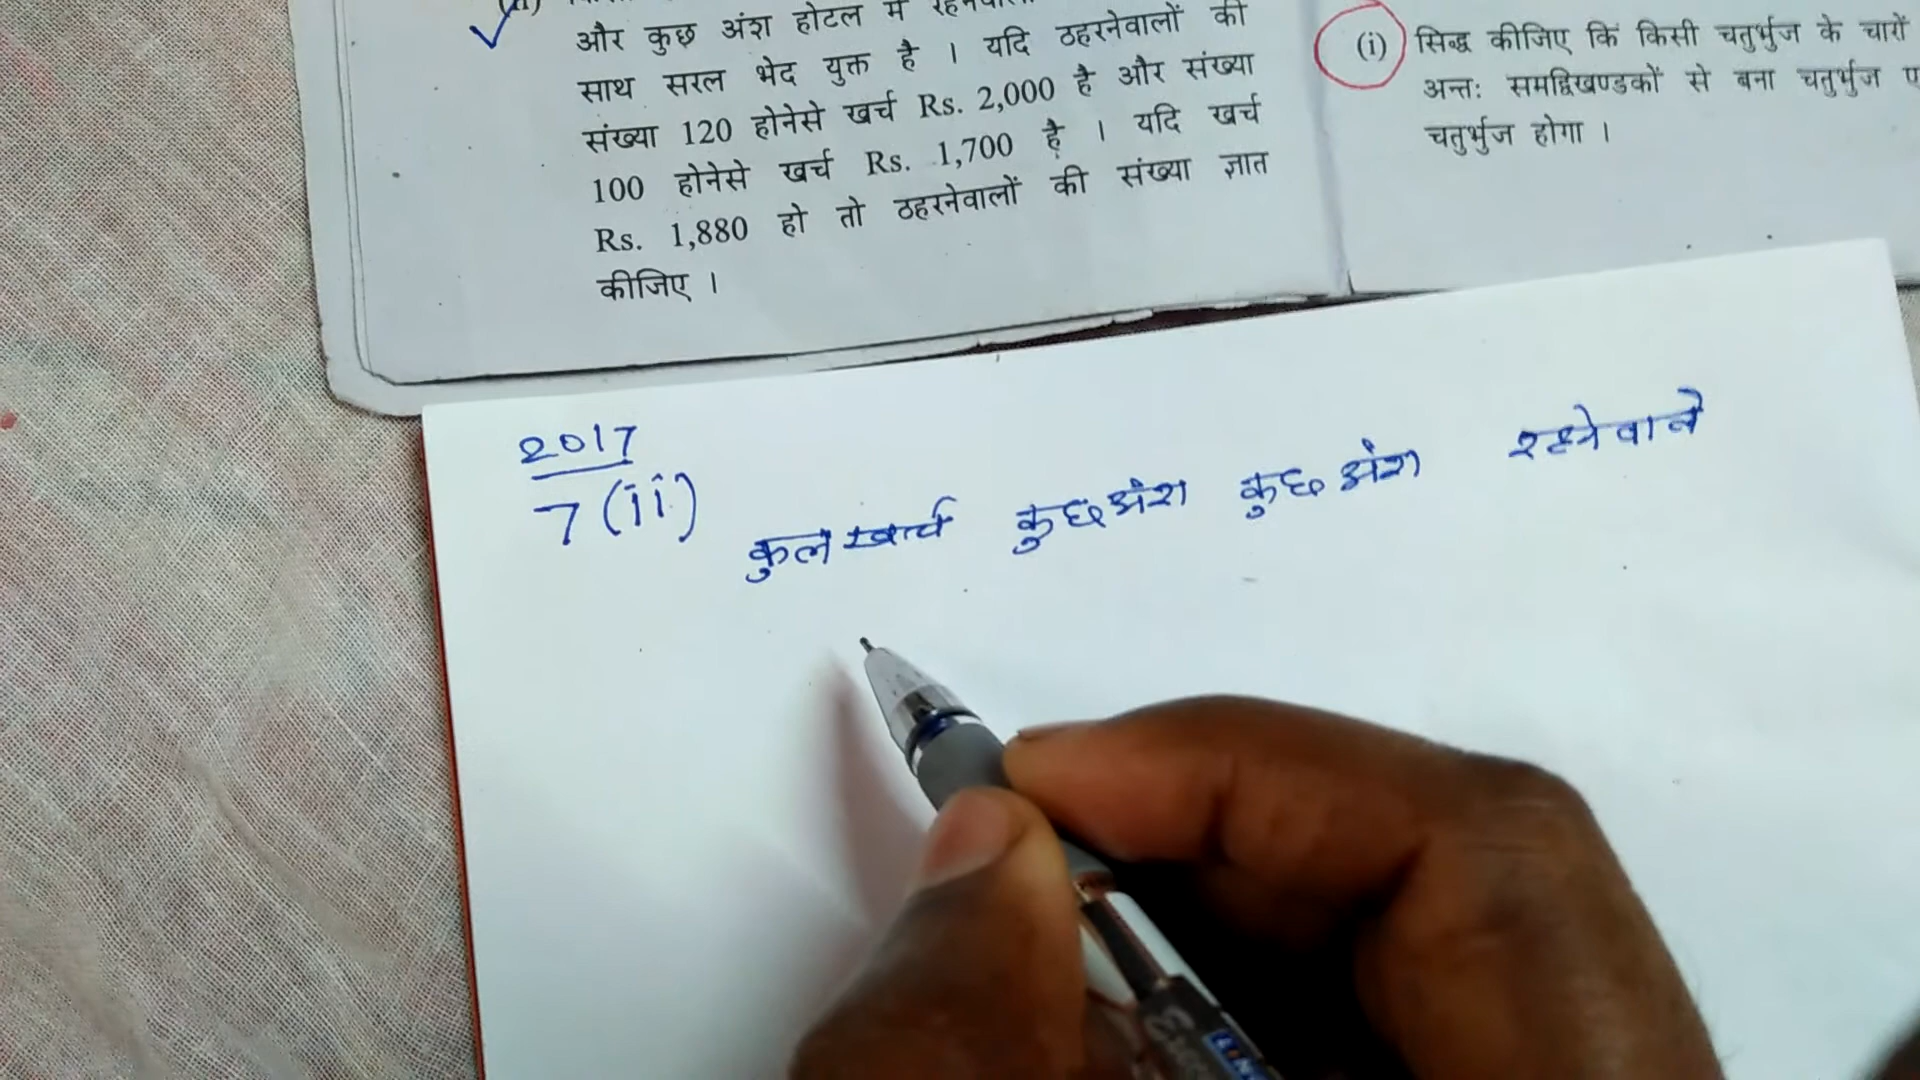 और कुछ अंश होटल में
साथ सरल भेद युक्त है । यदि ठहरनेवालों की
संख्या 120 होनेसे खर्च Rs. 2,000 है और संख्या
100 होनेसे खर्च Rs. 1,700 है । यदि खर्च
Rs. 1,880 हो तो ठहरनेवालों की संख्या ज्ञात
कीजिए ।
(i) सिद्ध कीजिए कि किसी चतुर्भुज के चारों
अन्तः समद्विखण्डकों से बना चतुर्भुज
चतुर्भुज होगा ।
2017
7 (ii)
कुल खर्च कुछ अंश कुछ अंश रहनेवाले